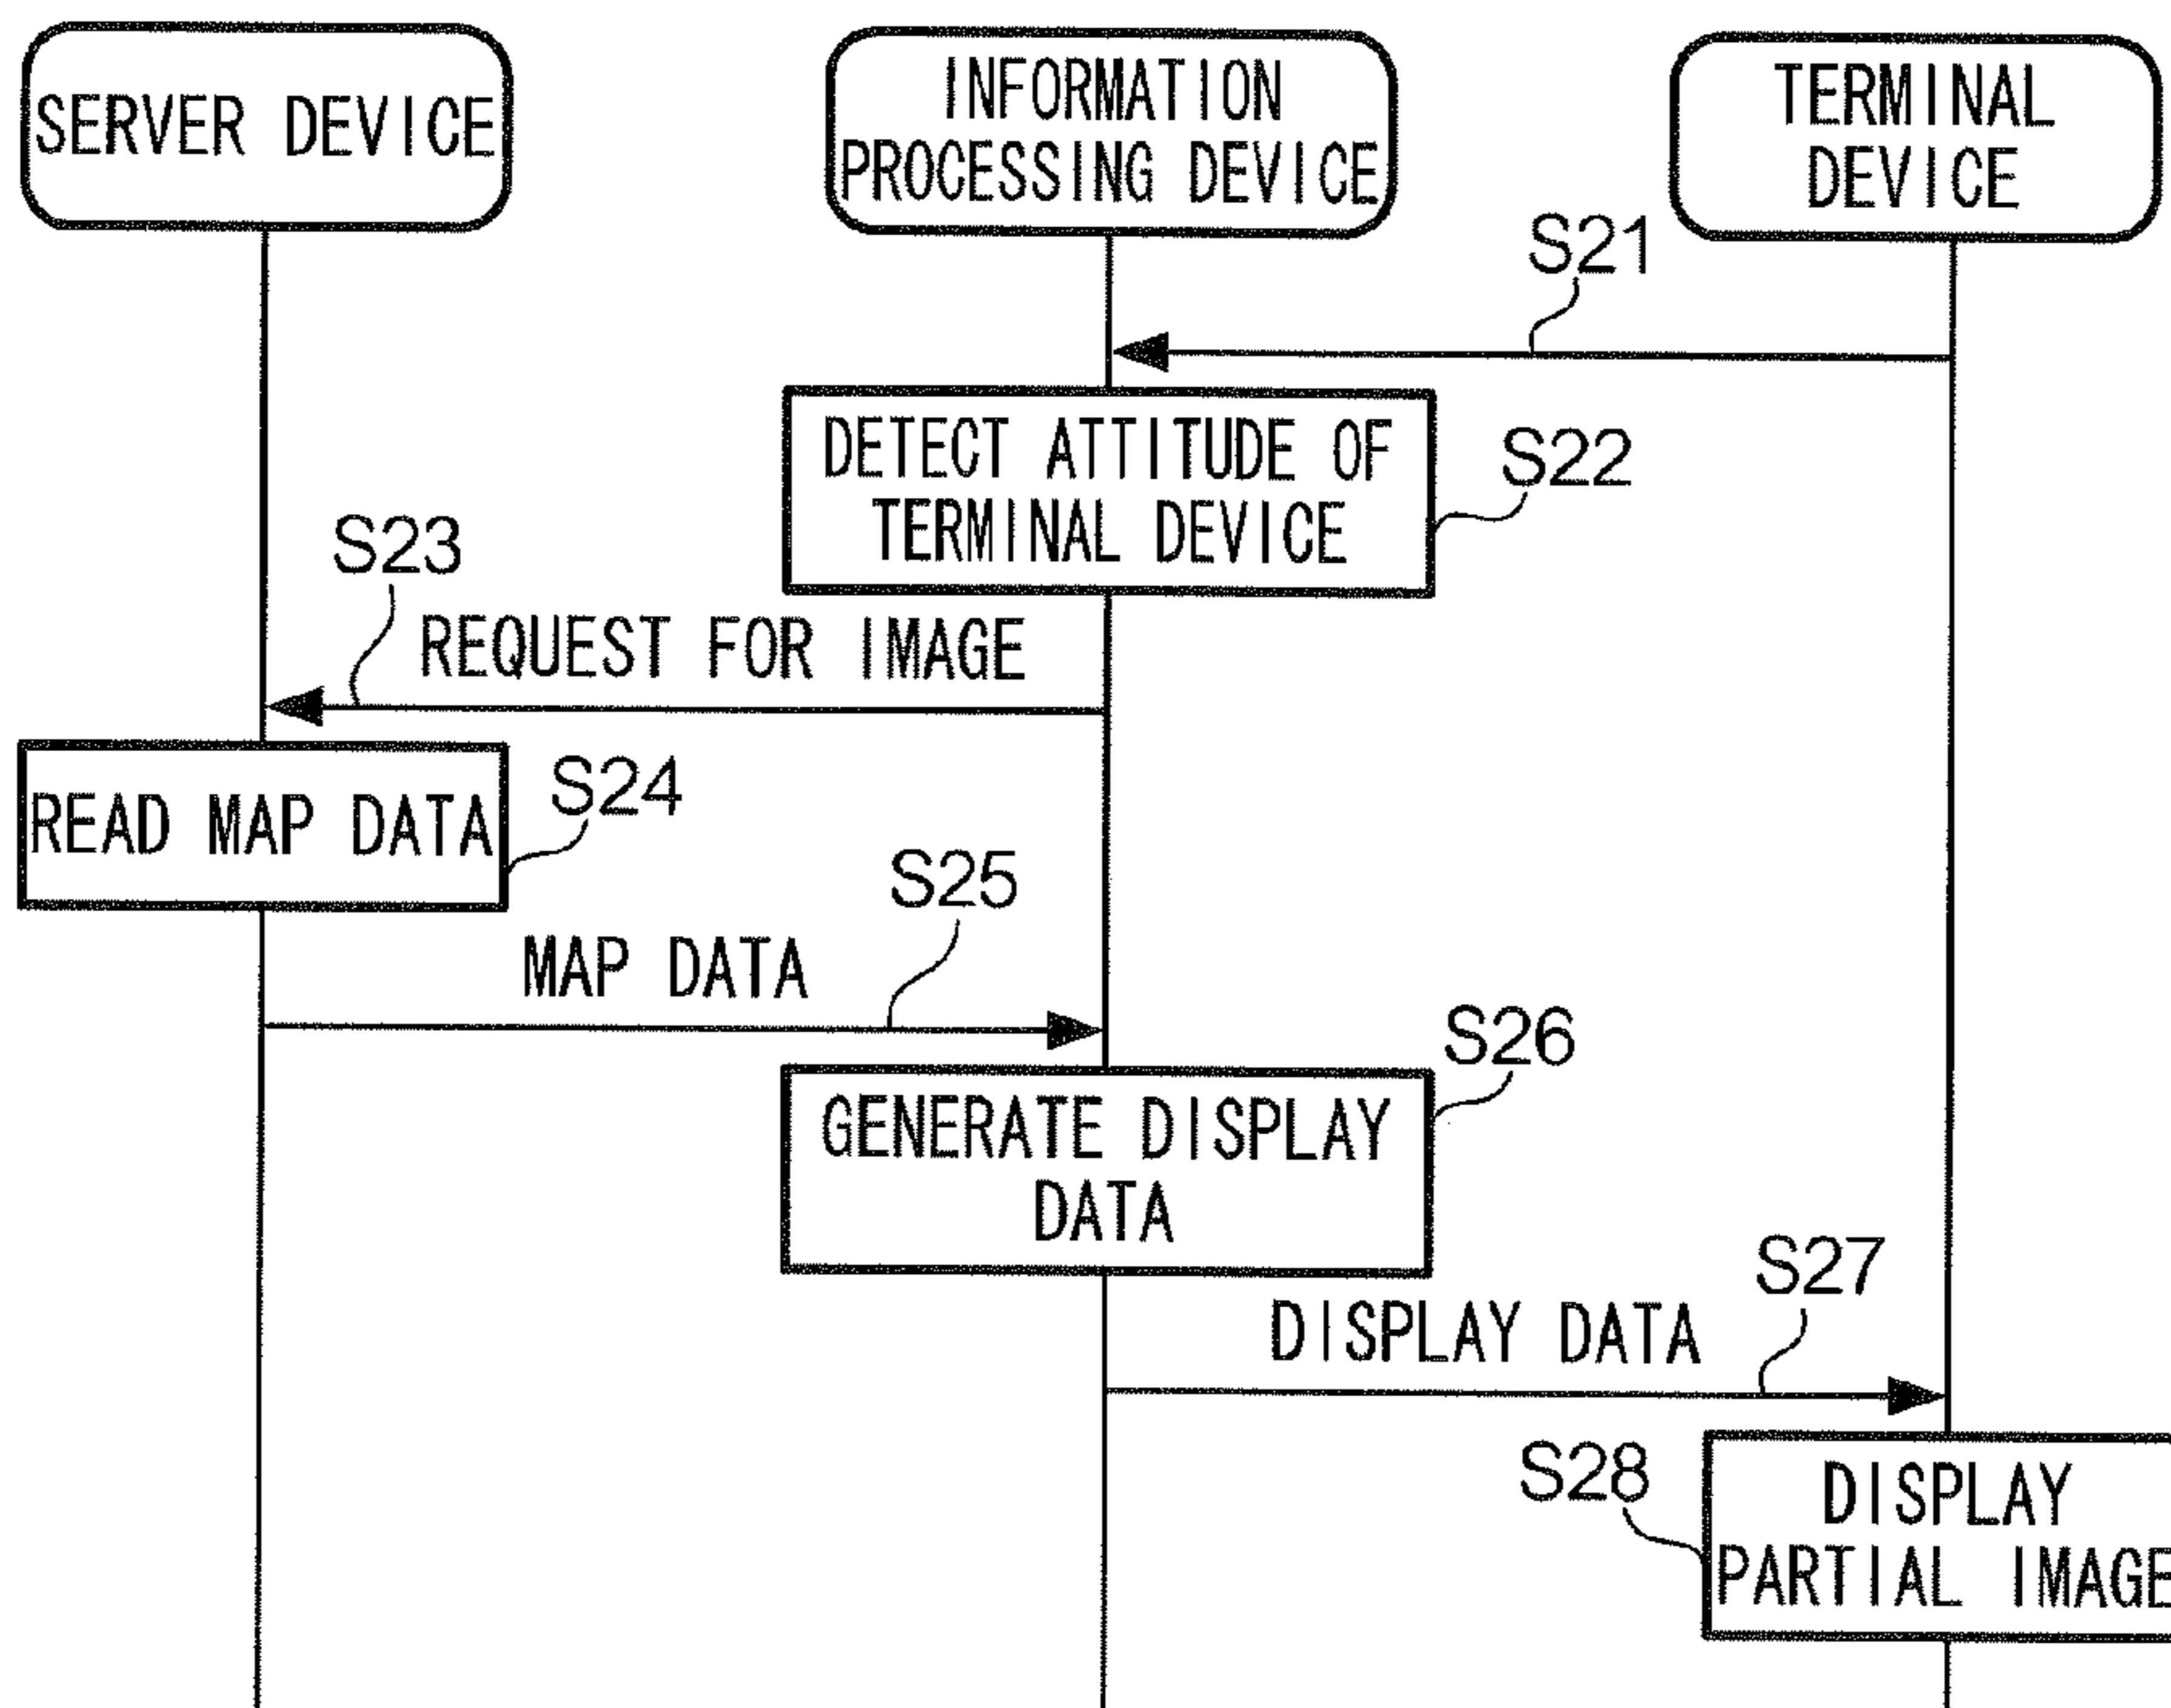 SERVER DEVICE
INFORMATION
PROCESSING DEVICE
TERMINAL
DEVICE
S21
DETECT ATTITUDE OF
TERMINAL DEVICE
S22
S23
REQUEST FOR IMAGE
READ MAP DATA
S24
S25
MAP DATA
S26
GENERATE DISPLAY
DATA
S27
DISPLAY DATA
S28
DISPLAY
PARTIAL IMAGE